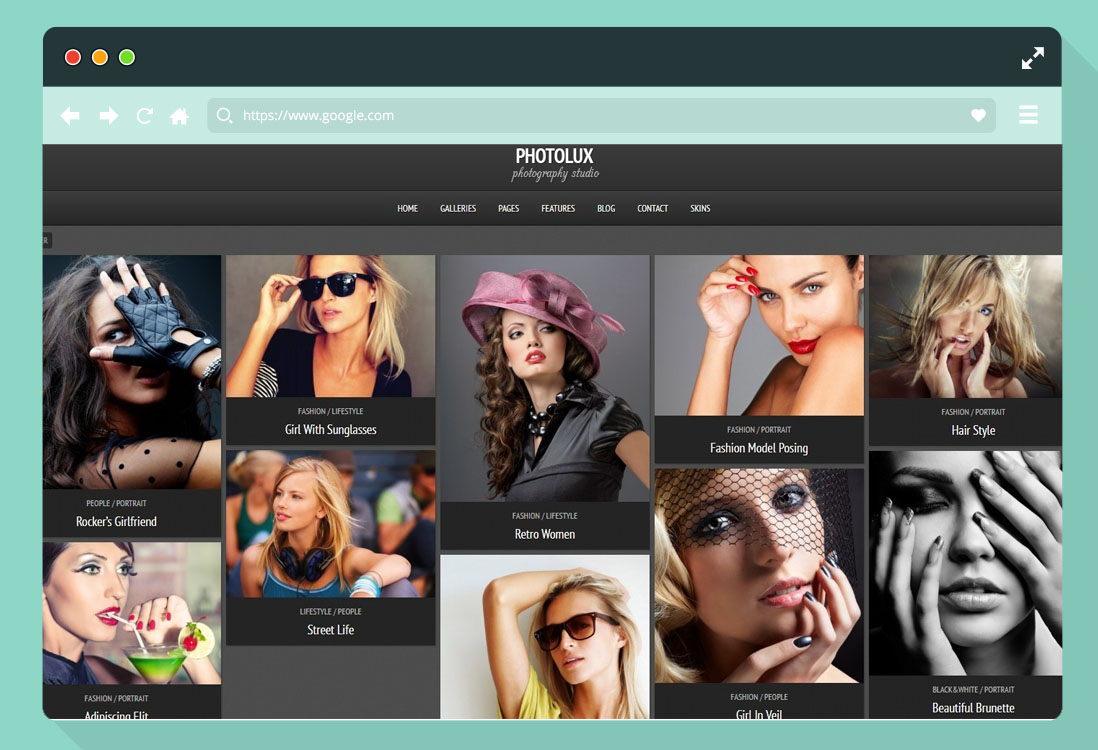 https://www.google.com
PHOTOLUX
photography studio
HOME GALLERIES PAGES FEATURES BLOG CONTACT SKINS
PEOPLE / PORTRAIT
Rocker's Girlfriend
FASHION / PORTRAIT
Adipiscing Elit
FASHION / LIFESTYLE
Girl With Sunglasses
LIFESTYLE / PEOPLE
Street Life
FASHION / LIFESTYLE
Retro Women
FASHION / PORTRAIT
Fashion Model Posing
FASHION / PEOPLE
Girl In Veil
FASHION / PORTRAIT
Hair Style
BLACK&WHITE / PORTRAIT
Beautiful Brunette